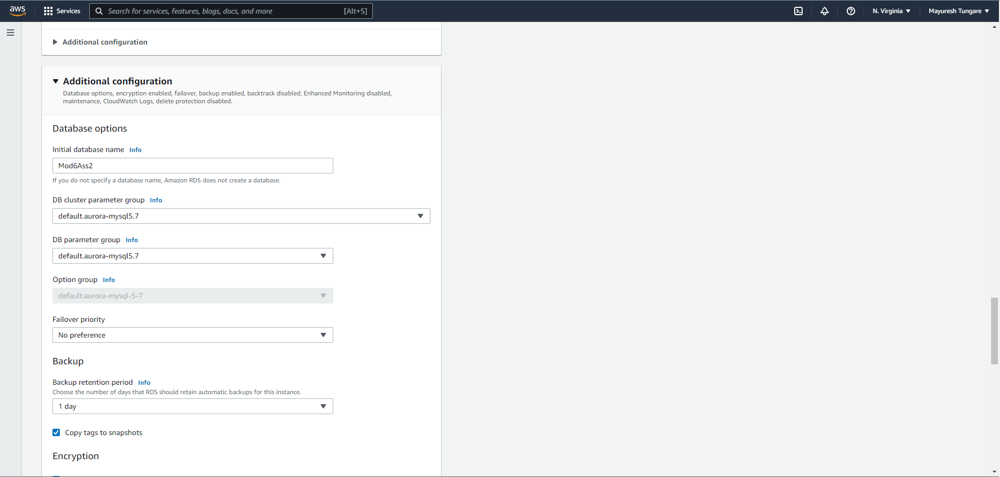 aws
Services
Search for services, features, blogs, docs, and more
[Alt+S]
N. Virginia
Mayuresh Tungare
Additional configuration
Additional configuration
Database options, encryption enabled, failover, backup enabled, backtrack disabled, Enhanced Monitoring disabled,
maintenance, CloudWatch Logs, delete protection disabled.
Database options
Initial database name Info
Mod6Ass2
If you do not specify a database name, Amazon RDS does not create a database.
DB cluster parameter group Info
default.aurora-mysql5.7
DB parameter group Info
default.aurora-mysql5.7
Option group Info
default:aurora-mysql-5-7
Failover priority
No preference
Backup
Backup retention period Info
Choose the number of days that RDS should retain automatic backups for this instance.
1 day
Copy tags to snapshots
Encryption